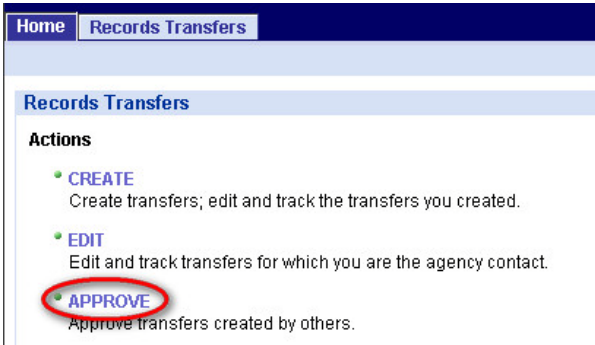 Home Records Transfers
Records Transfers
Actions
CREATE
Create transfers; edit and track the transfers you created.
EDIT
Edit and track transfers for which you are the agency contact.
APPROVE
Approve transfers created by others.